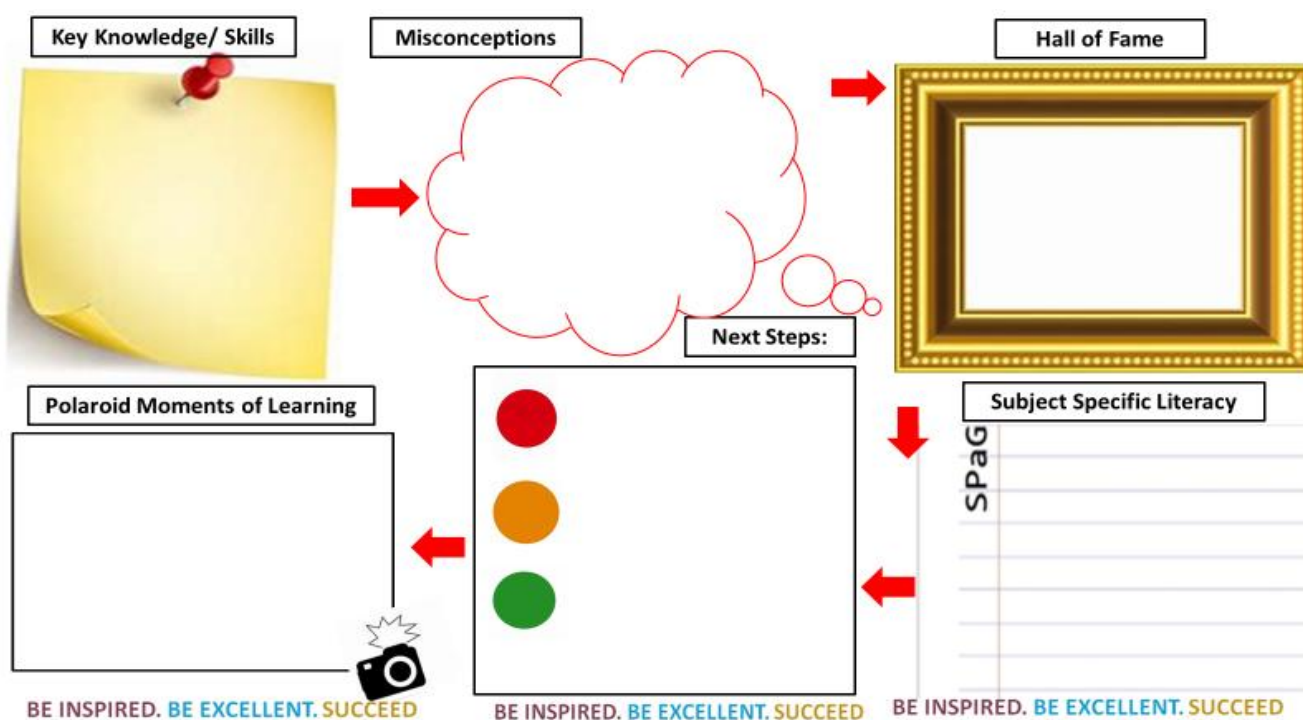 Key Knowledge/ Skills
Misconceptions
Hall of Fame
Next Steps:
Polaroid Moments of Learning
Subject Specific Literacy
SPaG
BE INSPIRED. BE EXCELLENT. SUCCEED
BE INSPIRED. BE EXCELLENT. SUCCEED
BE INSPIRED. BE EXCELLENT. SUCCEED